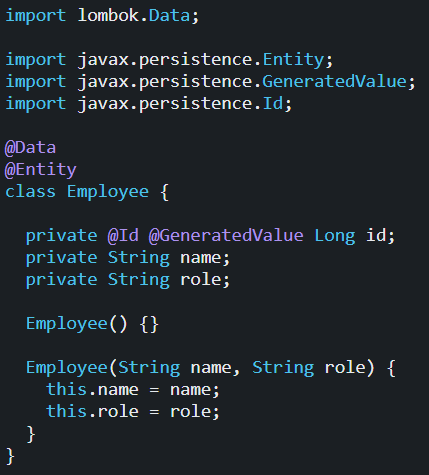 import lombok.Data;
import javax.persistence.Entity;
import javax.persistence.GeneratedValue;
import javax.persistence.Id;
@Data
@Entity
class Employee {
private @Id @GeneratedValue Long id;
private String name;
private String role;
Employee() {}
Employee(String name, String role) {
this.name = name;
this.role = role;
}
}